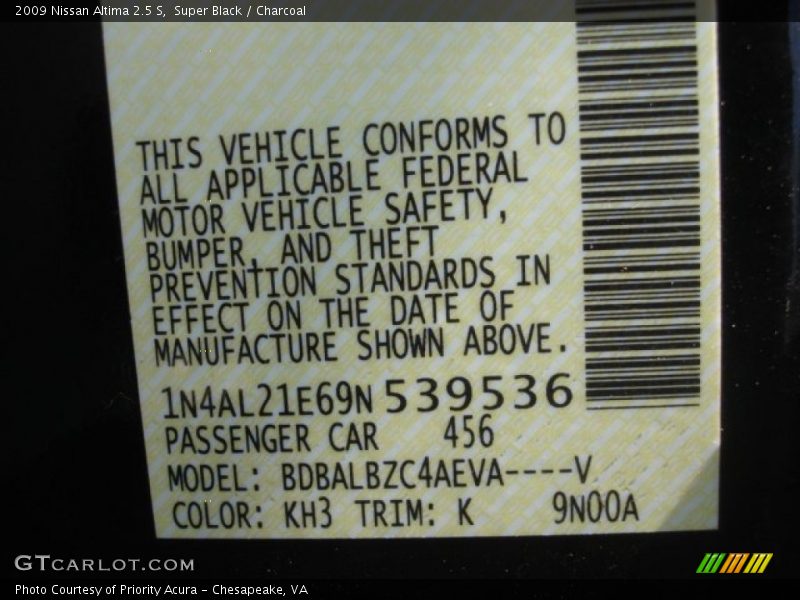 2009 Nissan Altima 2.5 S, Super Black / Charcoal
THIS VEHICLE CONFORMS TO
ALL APPLICABLE FEDERAL
MOTOR VEHICLE SAFETY,
BUMPER, AND THEFT
PREVENTION STANDARDS IN
EFFECT ON THE DATE OF
MANUFACTURE SHOWN ABOVE.
1N4AL21E69N539536
PASSENGER CAR 456
MODEL: BDBALBZC4AEVA----V
COLOR: KH3 TRIM: K 9N00A
GTCARLOT.COM
Photo Courtesy of Priority Acura - Chesapeake, VA